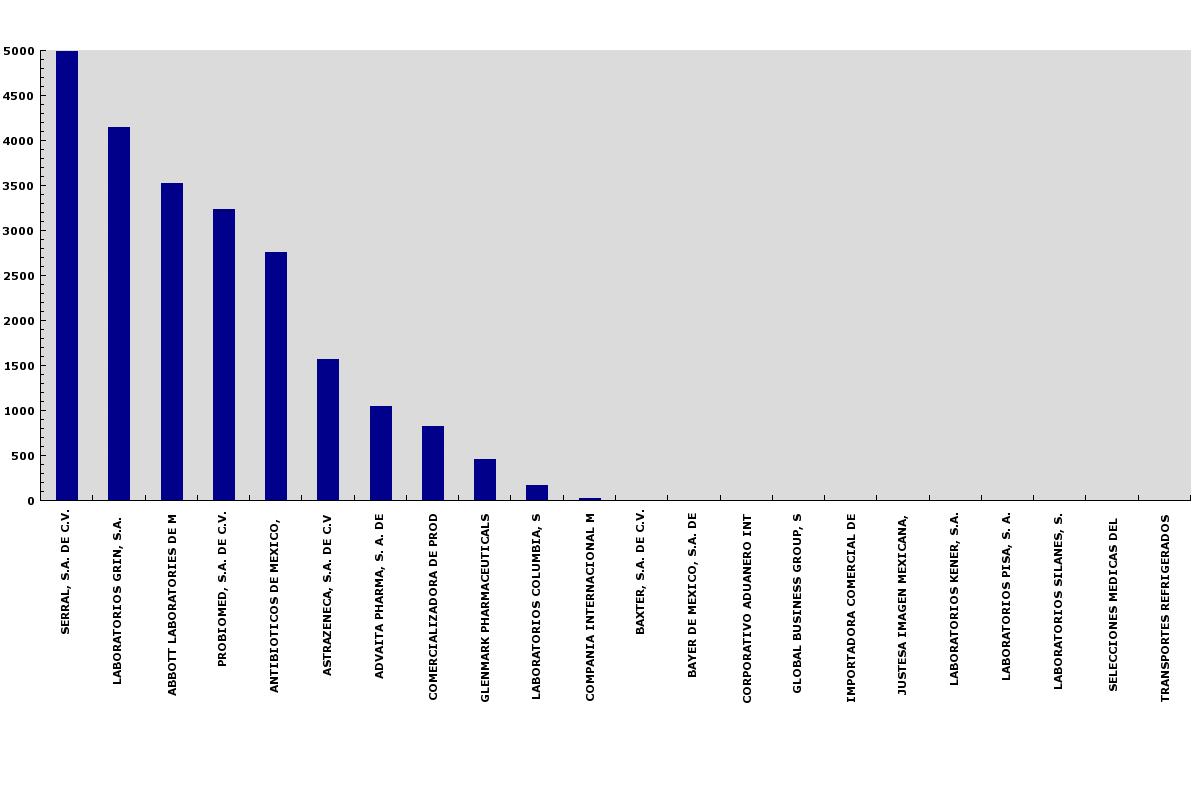 5000
4500
4000
3500
3000
2500
2000
1500
1000
500
0
SERRAL, S.A. DE C.V.
LABORATORIOS GRIN, S.A.
ABBOTT LABORATORIES DE M
PROBIOMED, S.A. DE C.V.
ANTIBIOTICOS DE MEXICO,
ASTRAZENECA, S.A. DE C.V
ADVAITA PHARMA, S. A. DE
COMERCIALIZADORA DE PROD
GLENMARK PHARMACEUTICALS
LABORATORIOS COLUMBIA, S
COMPANIA INTERNACIONAL M
BAXTER, S.A. DE C.V.
BAYER DE MEXICO, S.A. DE
CORPORATIVO ADUANERO INT
GLOBAL BUSINESS GROUP, S
IMPORTADORA COMERCIAL DE
JUSTESA IMAGEN MEXICANA,
LABORATORIOS KENER, S.A.
LABORATORIOS PISA, S. A.
LABORATORIOS SILANES, S.
SELECCIONES MEDICAS DEL
TRANSPORTES REFRIGERADOS